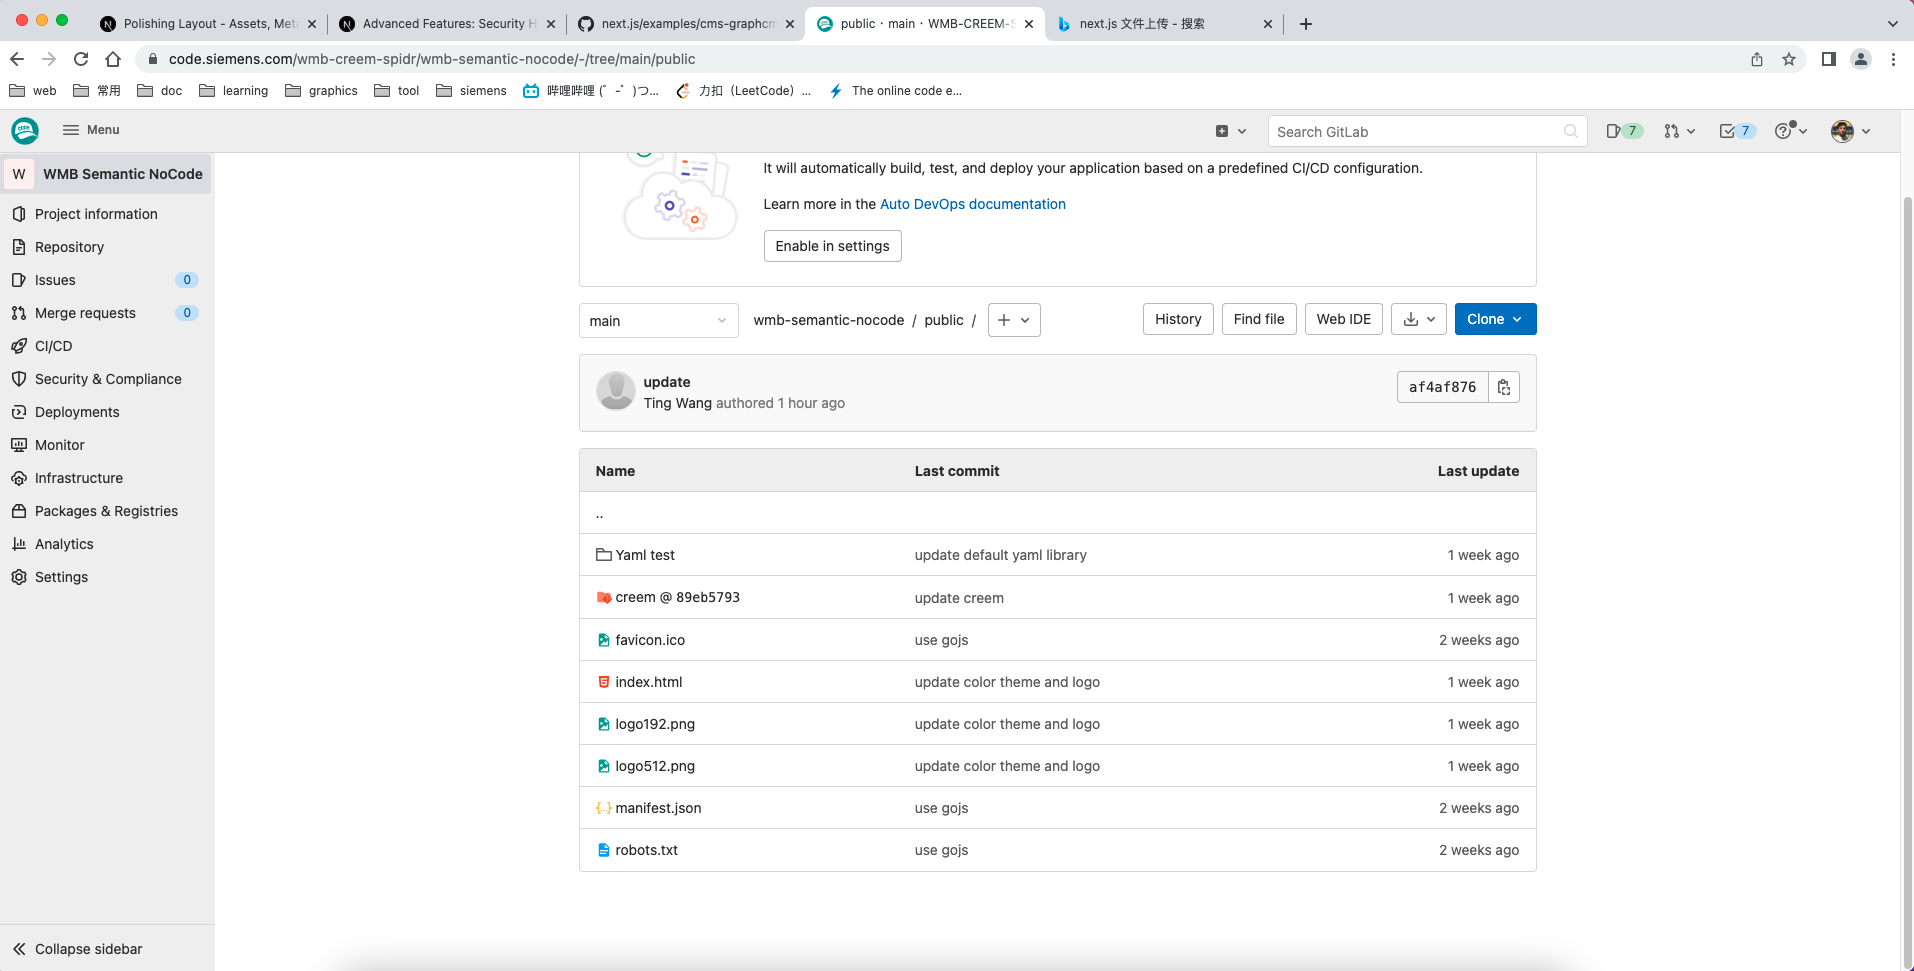 Polishing Layout - Assets, Meta
Advanced Features: Security H
next.js/examples/cms-graphcm
public · main · WMB-CREEM-S
next.js 文件上传 - 搜索
code.siemens.com/wmb-creem-spidr/wmb-semantic-nocode/-/tree/main/public
web
常用
doc
learning
graphics
tool
siemens
哔哩哔哩 (゜-゜)つ...
力扣（LeetCode）...
The online code e...
Menu
Search GitLab
7
7
W
WMB Semantic NoCode
Project information
Repository
Issues 0
Merge requests 0
CI/CD
Security & Compliance
Deployments
Monitor
Infrastructure
Packages & Registries
Analytics
Settings
Collapse sidebar
It will automatically build, test, and deploy your application based on a predefined CI/CD configuration.
Learn more in the Auto DevOps documentation
Enable in settings
main
wmb-semantic-nocode / public /
History
Find file
Web IDE
Clone
update
Ting Wang authored 1 hour ago
af4af876
Name Last commit Last update
..
Yaml test update default yaml library 1 week ago
creem @ 89eb5793 update creem 1 week ago
favicon.ico use gojs 2 weeks ago
index.html update color theme and logo 1 week ago
logo192.png update color theme and logo 1 week ago
logo512.png update color theme and logo 1 week ago
manifest.json use gojs 2 weeks ago
robots.txt use gojs 2 weeks ago